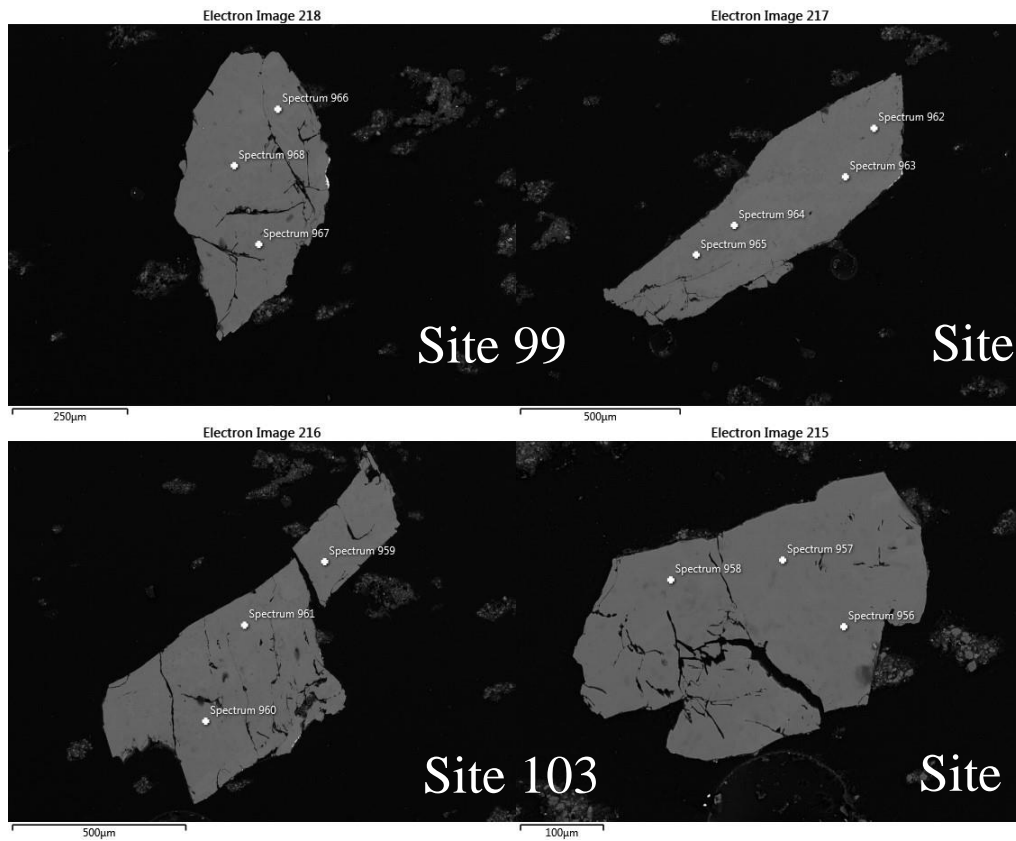 Electron Image 218
Spectrum 966
Spectrum 968
Spectrum 967
Site 99
250µm
Electron Image 217
Spectrum 962
Spectrum 963
Spectrum 964
Spectrum 965
Site
500µm
Electron Image 216
Spectrum 959
Spectrum 961
Spectrum 960
Site 103
500µm
Electron Image 215
Spectrum 957
Spectrum 958
Spectrum 956
Site
100µm